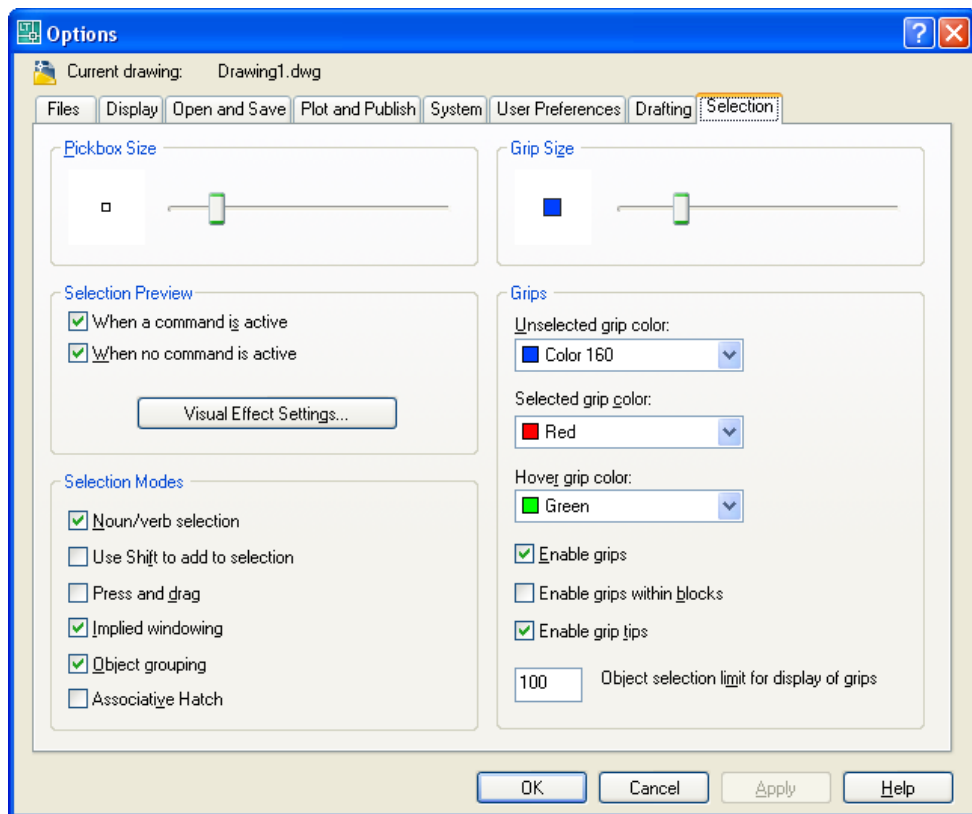 Options
Current drawing: Drawing1.dwg
Files Display Open and Save Plot and Publish System User Preferences Drafting Selection
Pickbox Size
Grip Size
Selection Preview
When a command is active
When no command is active
Visual Effect Settings...
Selection Modes
Noun/verb selection
Use Shift to add to selection
Press and drag
Implied windowing
Object grouping
Associative Hatch
Grips
Unselected grip color:
Color 160
Selected grip color:
Red
Hover grip color:
Green
Enable grips
Enable grips within blocks
Enable grip tips
100 Object selection limit for display of grips
OK Cancel Apply Help